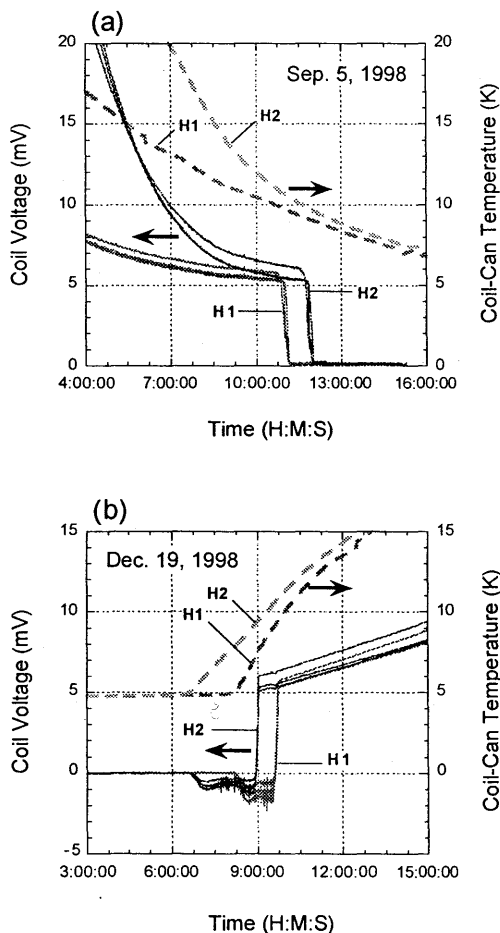 (a)
Sep. 5, 1998
H1
H2
H1
H2
20
15
10
5
0
Coil Voltage (mV)
20
15
10
5
0
Coil-Can Temperature (K)
4:00:00 7:00:00 10:00:00 13:00:00 16:00:00
Time (H:M:S)
(b)
Dec. 19, 1998
H2
H1
H2
H1
15
10
5
0
-5
Coil Voltage (mV)
15
10
5
0
Coil-Can Temperature (K)
3:00:00 6:00:00 9:00:00 12:00:00 15:00:00
Time (H:M:S)